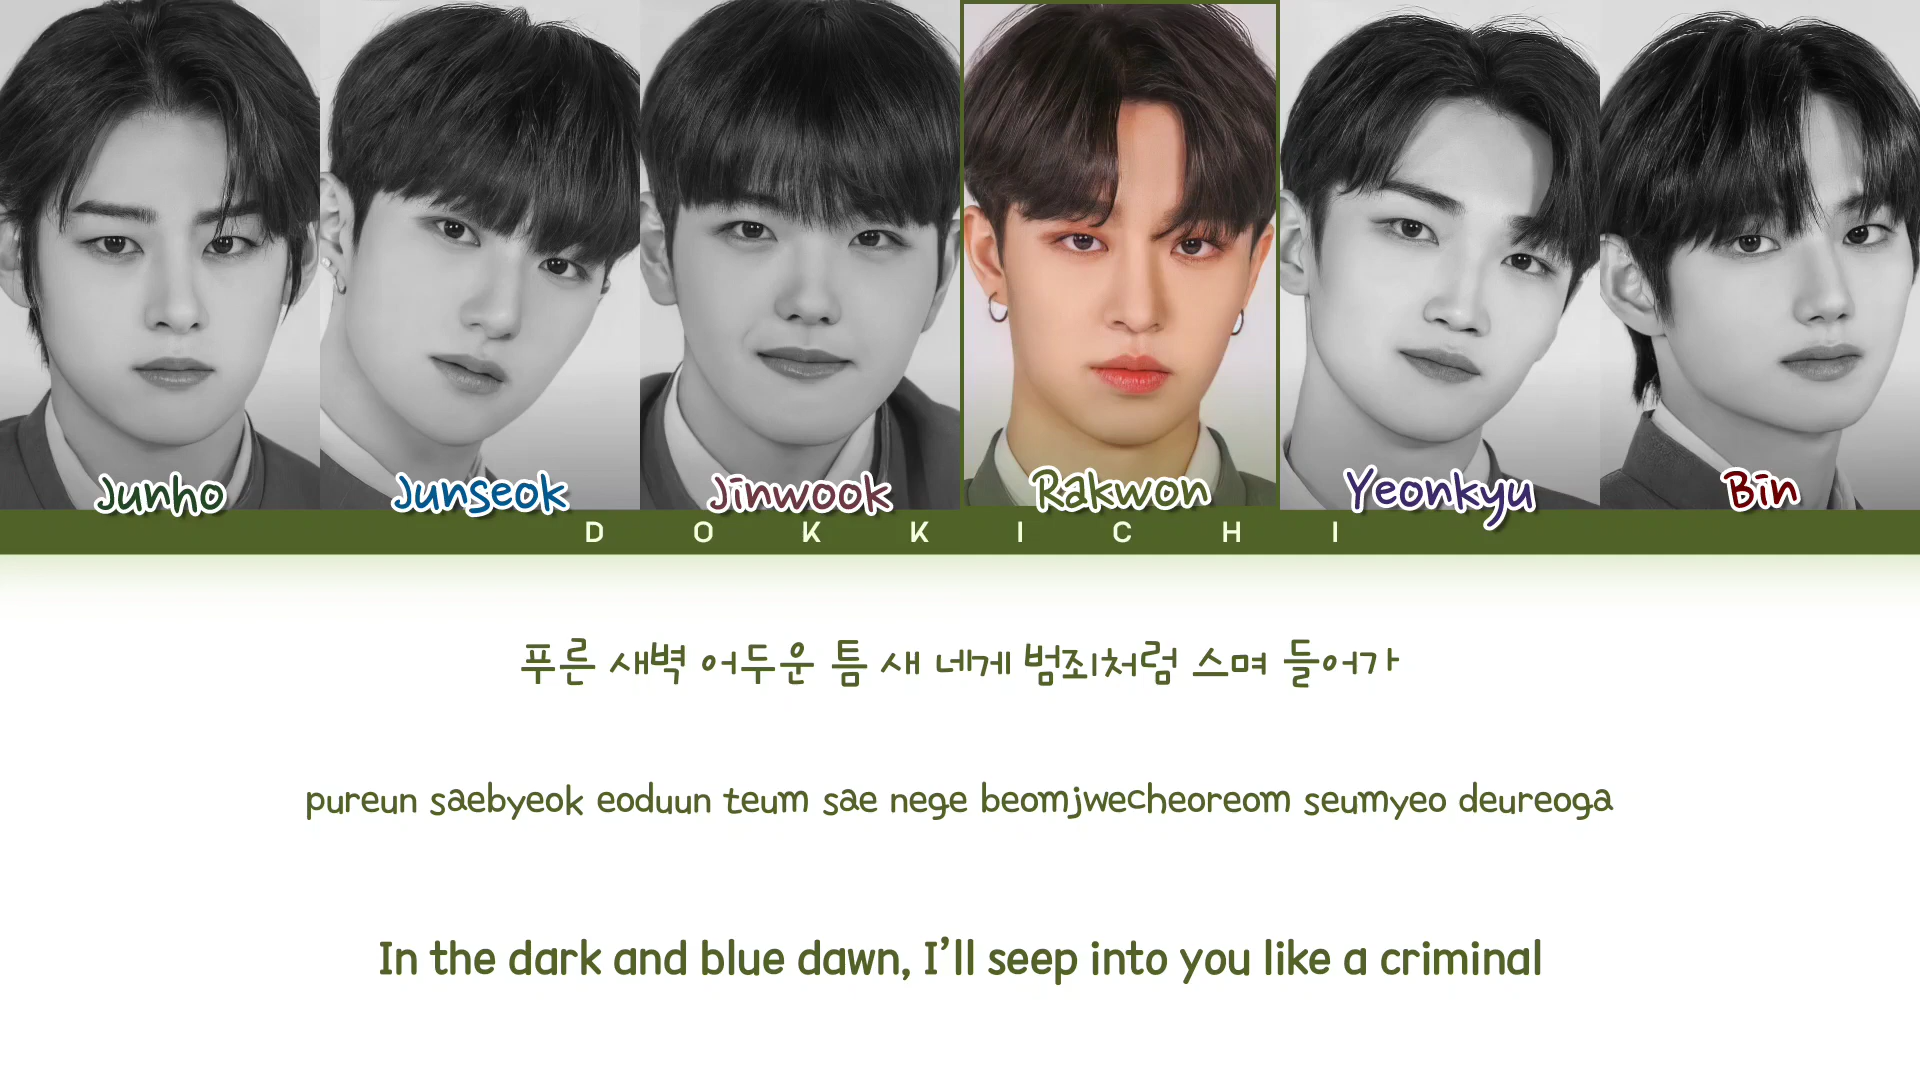 Junho Junseok Jinwook Rakwon Yeonkyu Bin
DOKKICHI
푸른 새벽 어두운 틈 새 네게 범죄처럼 스며 들어가
pureun saebyeok eoduun teum sae nege beomjwecheoreom seumyeo deureoga
In the dark and blue dawn, I'll seep into you like a criminal